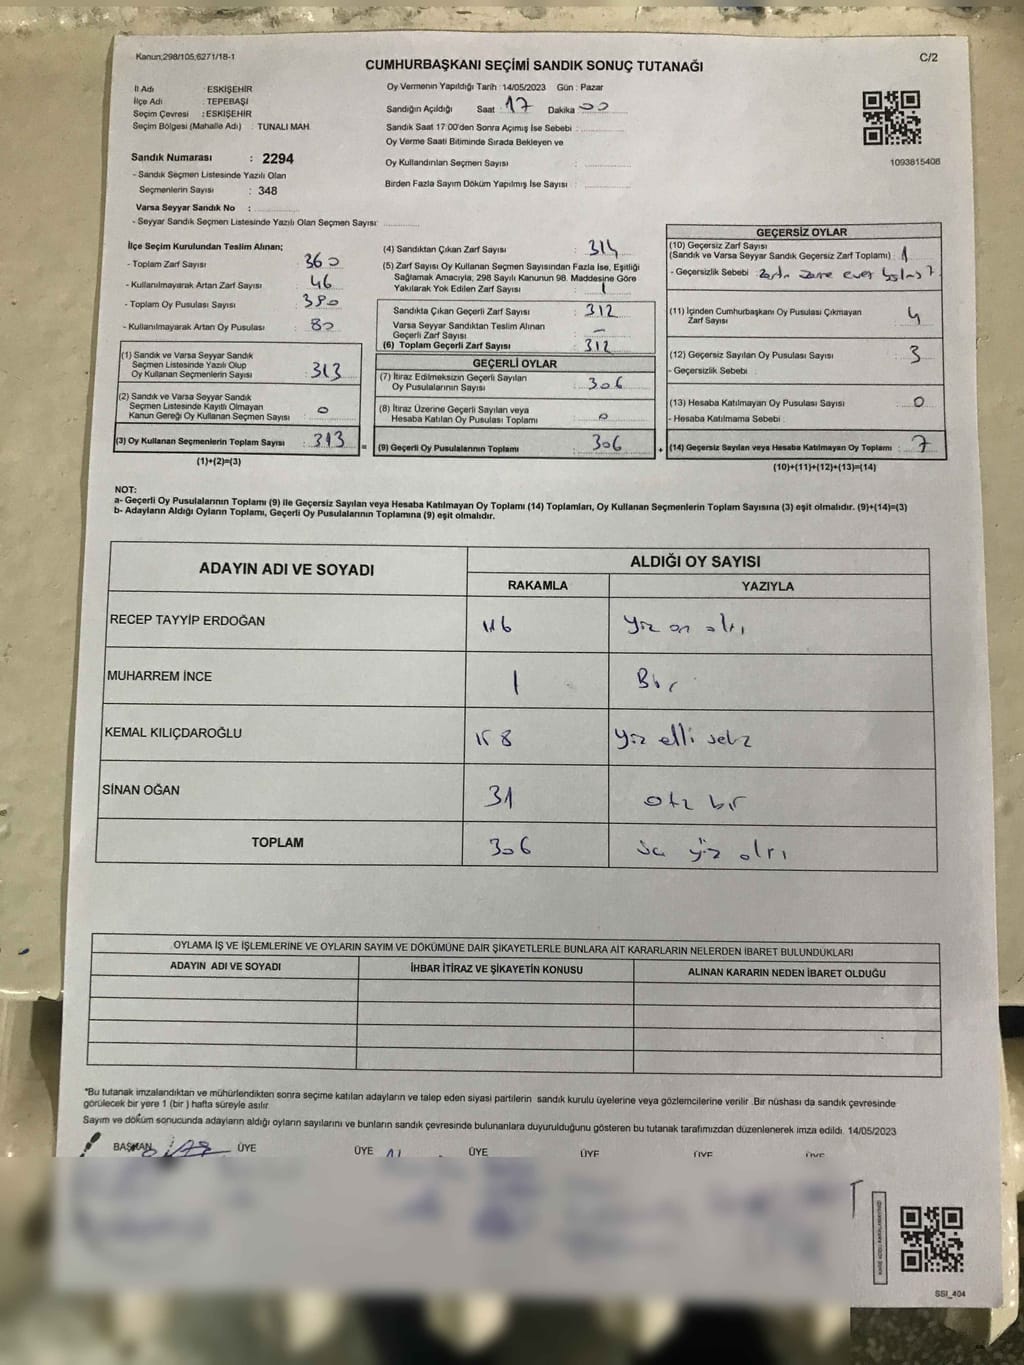 Kanun;298/105;6271/18-1
C/2
CUMHURBAŞKANI SEÇİMİ SANDIK SONUÇ TUTANAĞI
İl Adı : ESKİŞEHİR
İlçe Adı : TEPEBAŞI
Seçim Çevresi : ESKİŞEHİR
Seçim Bölgesi (Mahalle Adı) : TUNALI MAH.
Sandık Numarası : 2294
- Sandık Seçmen Listesinde Yazılı Olan
Seçmenlerin Sayısı : 348
Varsa Seyyar Sandık No :
- Seyyar Sandık Seçmen Listesinde Yazılı Olan Seçmen Sayısı:
Oy Vermenin Yapıldığı Tarih : 14/05/2023 Gün : Pazar
Sandığın Açıldığı Saat : 17 Dakika : 00
Sandık Saat 17:00'den Sonra Açımış İse Sebebi :
Oy Verme Saati Bitiminde Sırada Bekleyen ve
Oy Kullandırılan Seçmen Sayısı :
Birden Fazla Sayım Döküm Yapılmış İse Sayısı :
1093815408
İlçe Seçim Kurulundan Teslim Alınan;
- Toplam Zarf Sayısı : 360
- Kullanılmayarak Artan Zarf Sayısı : 46
- Toplam Oy Pusulası Sayısı : 380
- Kullanılmayarak Artan Oy Pusulası : 80
(1) Sandık ve Varsa Seyyar Sandık
Seçmen Listesinde Yazılı Olup
Oy Kullanan Seçmenlerin Sayısı : 313
(2) Sandık ve Varsa Seyyar Sandık
Seçmen Listesinde Kayıtlı Olmayan
Kanun Gereği Oy Kullanan Seçmen Sayısı : 0
(3) Oy Kullanan Seçmenlerin Toplam Sayısı : 313
(1)+(2)=(3)
(4) Sandıktan Çıkan Zarf Sayısı : 314
(5) Zarf Sayısı Oy Kullanan Seçmen Sayısından Fazla İse, Eşitliği
Sağlamak Amacıyla; 298 Sayılı Kanunun 98. Maddesine Göre
Yakılarak Yok Edilen Zarf Sayısı : 1
Sandıkta Çıkan Geçerli Zarf Sayısı : 312
Varsa Seyyar Sandıktan Teslim Alınan
Geçerli Zarf Sayısı : –
(6) Toplam Geçerli Zarf Sayısı : 312
GEÇERLİ OYLAR
(7) İtiraz Edilmeksizin Geçerli Sayılan
Oy Pusulalarının Sayısı : 306
(8) İtiraz Üzerine Geçerli Sayılan veya
Hesaba Katılan Oy Pusulası Toplamı : 0
(9) Geçerli Oy Pusulalarının Toplamı : 306
GEÇERSİZ OYLAR
(10) Geçersiz Zarf Sayısı
(Sandık ve Varsa Seyyar Sandık Geçersiz Zarf Toplamı) : 1
- Geçersizlik Sebebi :
(11) İçinden Cumhurbaşkanı Oy Pusulası Çıkmayan
Zarf Sayısı : 4
(12) Geçersiz Sayılan Oy Pusulası Sayısı : 3
- Geçersizlik Sebebi :
(13) Hesaba Katılmayan Oy Pusulası Sayısı : 0
- Hesaba Katılmama Sebebi :
(14) Geçersiz Sayılan veya Hesaba Katılmayan Oy Toplamı : 7
(10)+(11)+(12)+(13)=(14)
NOT:
a- Geçerli Oy Pusulalarının Toplamı (9) ile Geçersiz Sayılan veya Hesaba Katılmayan Oy Toplamı (14) Toplamları, Oy Kullanan Seçmenlerin Toplam Sayısına (3) eşit olmalıdır. (9)+(14)=(3)
b- Adayların Aldığı Oyların Toplamı, Geçerli Oy Pusulalarının Toplamına (9) eşit olmalıdır.
ADAYIN ADI VE SOYADI
ALDIĞI OY SAYISI
RAKAMLA YAZIYLA
RECEP TAYYİP ERDOĞAN 116 Yüz on altı
MUHARREM İNCE 1 Bir
KEMAL KILIÇDAROĞLU 158 Yüz elli sekiz
SİNAN OĞAN 31 otuz bir
TOPLAM 306 üç yüz altı
OYLAMA İŞ VE İŞLEMLERİNE VE OYLARIN SAYIM VE DÖKÜMÜNE DAİR ŞİKAYETLERLE BUNLARA AİT KARARLARIN NELERDEN İBARET BULUNDUKLARI
ADAYIN ADI VE SOYADI İHBAR İTİRAZ VE ŞİKAYETİN KONUSU ALINAN KARARIN NEDEN İBARET OLDUĞU
*Bu tutanak imzalandıktan ve mühürlendikten sonra seçime katılan adayların ve talep eden siyasi partilerin sandık kurulu üyelerine veya gözlemcilerine verilir .Bir nüshası da sandık çevresinde
görülecek bir yere 1 (bir ) hafta süreyle asılır
Sayım ve döküm sonucunda adayların aldığı oyların sayılarını ve bunların sandık çevresinde bulunanlara duyurulduğunu gösteren bu tutanak tarafımızdan düzenlenerek imza edildi. 14/05/2023
BAŞKAN ÜYE ÜYE ÜYE ÜYE ÜYE ÜYE
SSI_404